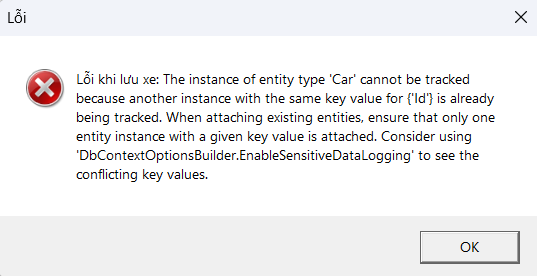 Lỗi
Lỗi khi lưu xe: The instance of entity type 'Car' cannot be tracked
because another instance with the same key value for {'Id'} is already
being tracked. When attaching existing entities, ensure that only one
entity instance with a given key value is attached. Consider using
'DbContextOptionsBuilder.EnableSensitiveDataLogging' to see the
conflicting key values.
OK